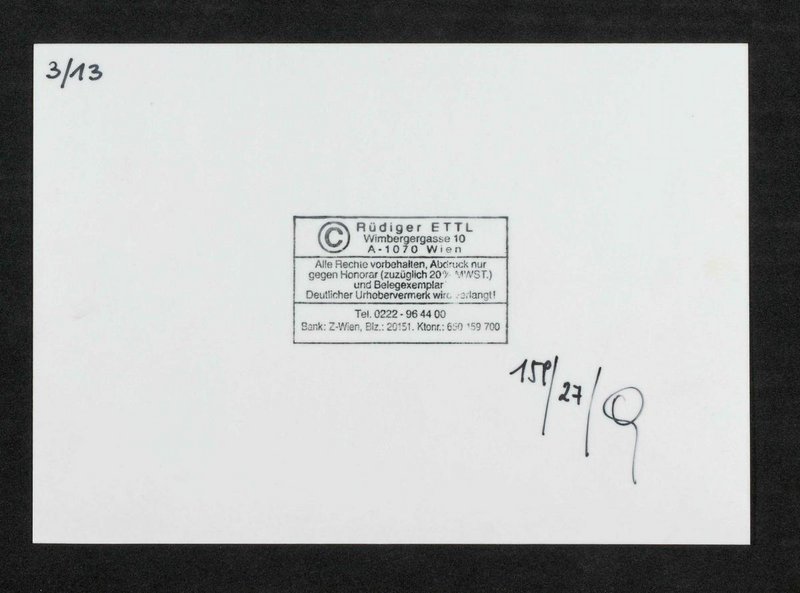 3/13
© Rüdiger ETTL
Wimbergergasse 10
A-1070 Wien
Alle Rechte vorbehalten, Abdruck nur
gegen Honorar (zuzüglich 20% MWST.)
und Belegexemplar
Deutlicher Urhebervermerk wird verlangt!
Tel. 0222 - 96 44 00
Bank: Z-Wien, Blz.: 20151. Ktonr.: 650 159 700
/27/